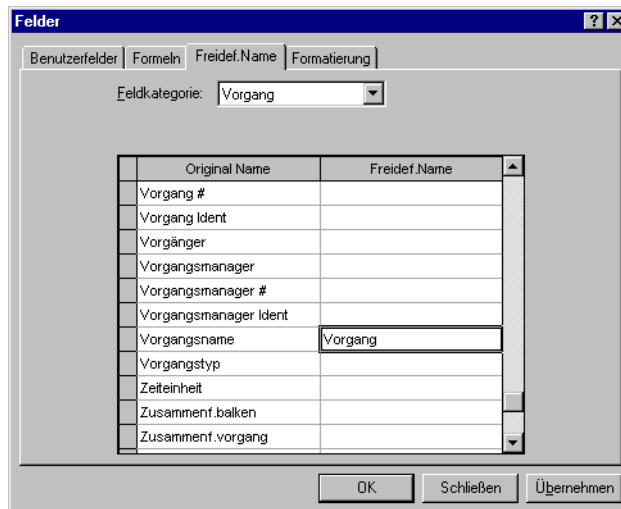 Felder
Benutzerfelder Formeln Freidef.Name Formatierung
Feldkategorie: Vorgang
Original Name Freidef.Name
Vorgang #
Vorgang Ident
Vorgänger
Vorgangsmanager
Vorgangsmanager #
Vorgangsmanager Ident
Vorgangsname Vorgang
Vorgangstyp
Zeiteinheit
Zusammenf.balken
Zusammenf.vorgang
OK Schließen Übernehmen